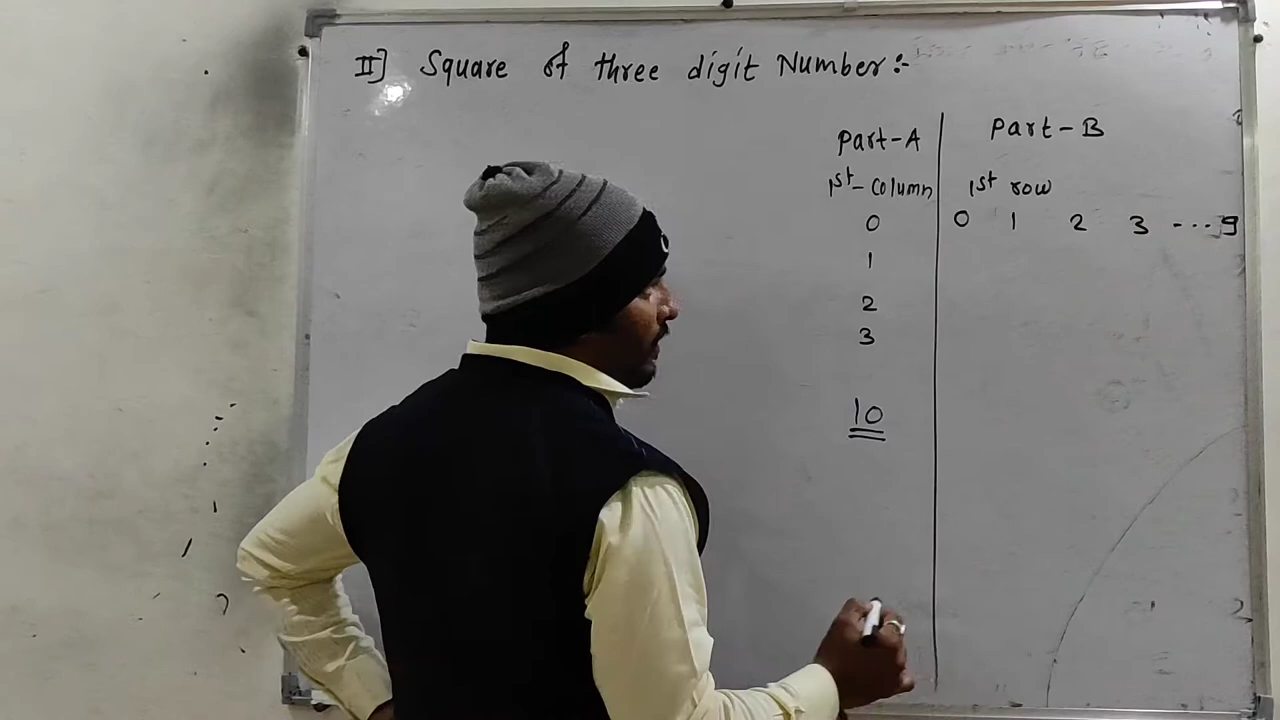 II] Square of three digit Number:-
Part-A Part-B
1st-Column 1st row
0 0 1 2 3 ---9
1
2
3
10